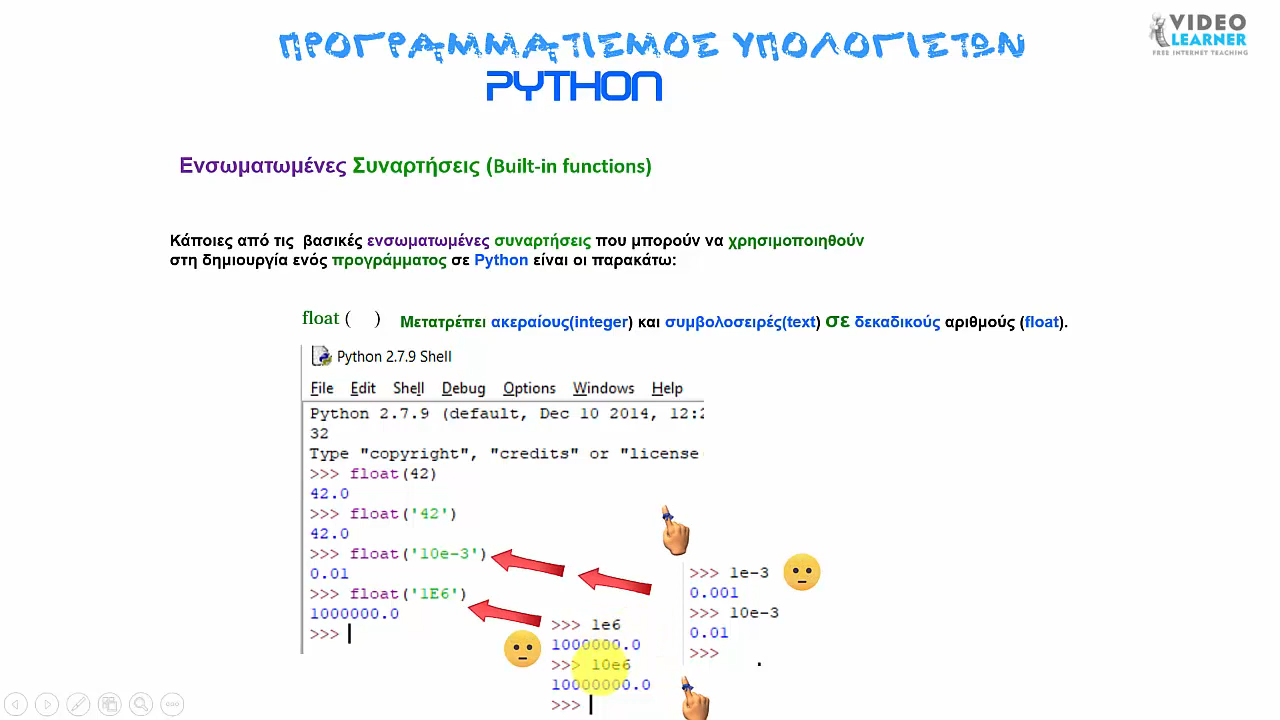 ΠΡΟΓΡΑΜΜΑΤΙΣΜΟΣ ΥΠΟΛΟΓΙΣΤΩΝ
PYTHON
VIDEO
LEARNER
FREE INTERNET TEACHING
Ενσωματωμένες Συναρτήσεις (Built-in functions)
Κάποιες από τις βασικές ενσωματωμένες συναρτήσεις που μπορούν να χρησιμοποιηθούν
στη δημιουργία ενός προγράμματος σε Python είναι οι παρακάτω:
float ( ) Μετατρέπει ακεραίους(integer) και συμβολοσειρές(text) σε δεκαδικούς αριθμούς (float).
Python 2.7.9 Shell
File Edit Shell Debug Options Windows Help
Python 2.7.9 (default, Dec 10 2014, 12:2
32
Type "copyright", "credits" or "license
>>> float(42)
42.0
>>> float('42')
42.0
>>> float('10e-3')
0.01
>>> float('1E6')
1000000.0
>>>
>>> 1e6
1000000.0
>>> 10e6
10000000.0
>>>
>>> 1e-3
0.001
>>> 10e-3
0.01
>>>
.